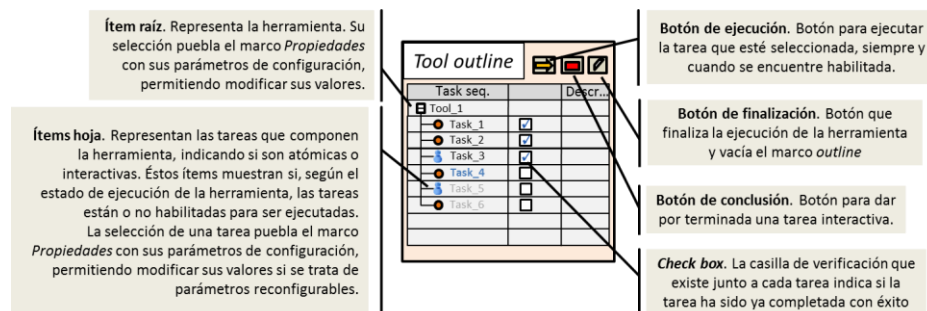 Ítem raíz. Representa la herramienta. Su
selección puebla el marco Propiedades
con sus parámetros de configuración,
permitiendo modificar sus valores.
Ítems hoja. Representan las tareas que componen
la herramienta, indicando si son atómicas o
interactivas. Éstos ítems muestran si, según el
estado de ejecución de la herramienta, las tareas
están o no habilitadas para ser ejecutadas.
La selección de una tarea puebla el marco
Propiedades con sus parámetros de configuración,
permitiendo modificar sus valores si se trata de
parámetros reconfigurables.
Tool outline
Task seq.
Descr...
Tool_1
Task_1
Task_2
Task_3
Task_4
Task_5
Task_6
Botón de ejecución. Botón para ejecutar
la tarea que esté seleccionada, siempre y
cuando se encuentre habilitada.
Botón de finalización. Botón que
finaliza la ejecución de la herramienta
y vacía el marco outline
Botón de conclusión. Botón para dar
por terminada una tarea interactiva.
Check box. La casilla de verificación que
existe junto a cada tarea indica si la
tarea ha sido ya completada con éxito